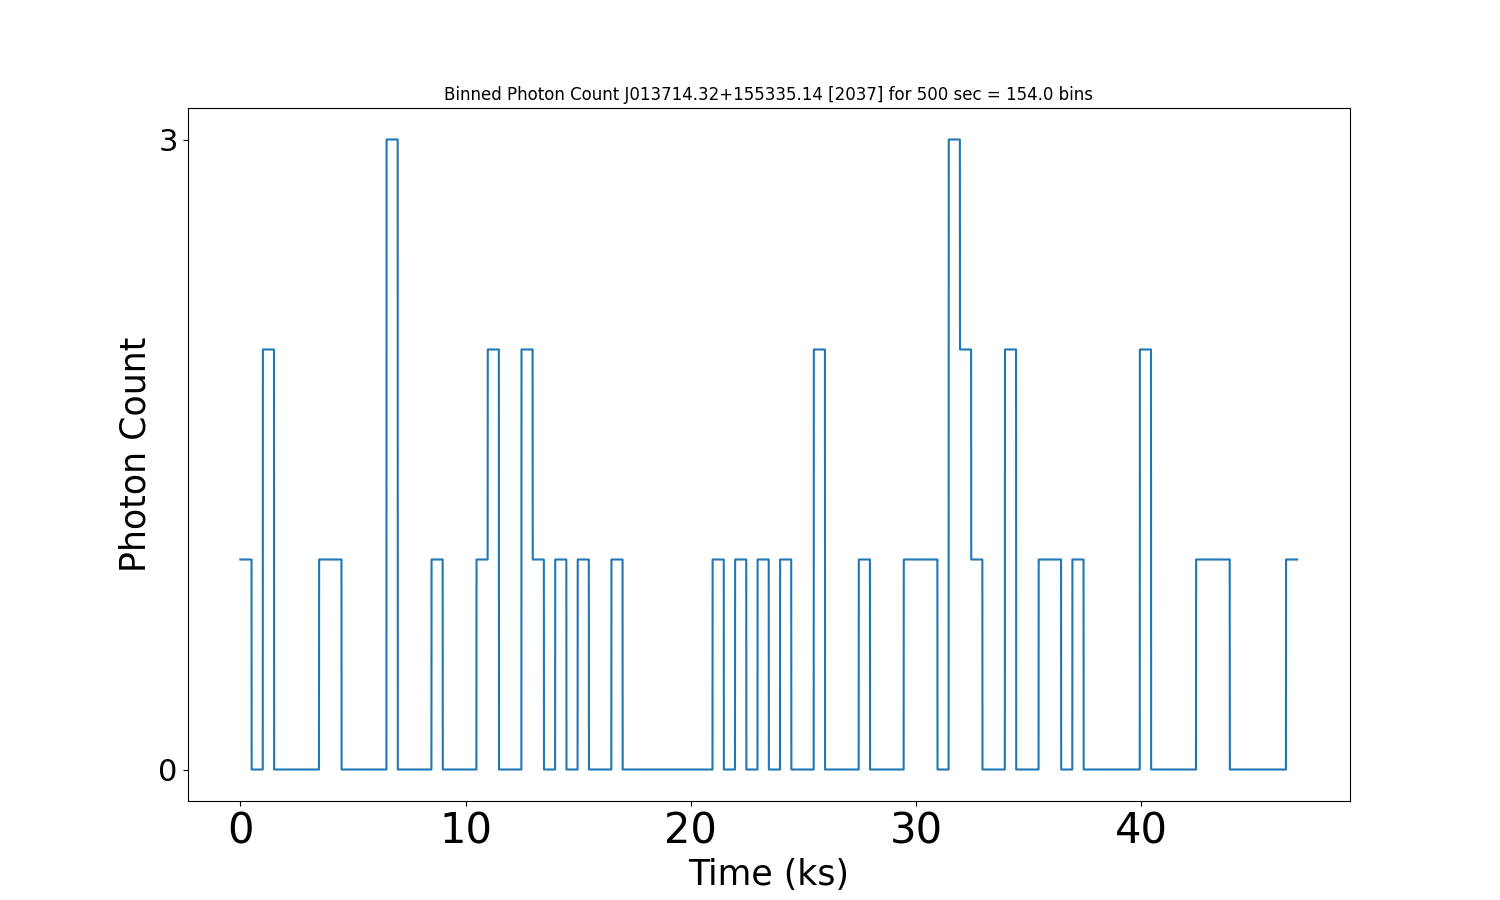 Binned Photon Count J013714.32+155335.14 [2037] for 500 sec = 154.0 bins
3
Photon Count
0
0 10 20 30 40
Time (ks)